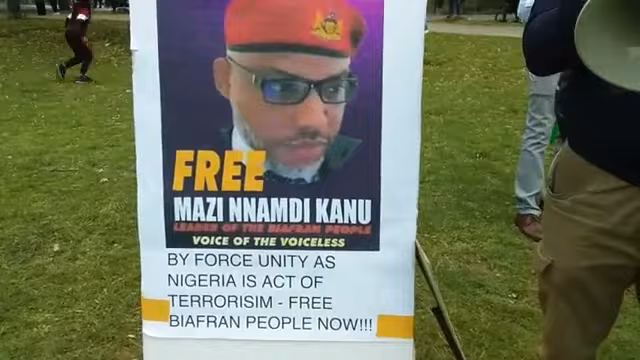 FREE
MAZI NNAMDI KANU
LEADER OF THE BIAFRAN PEOPLE
VOICE OF THE VOICELESS
BY FORCE UNITY AS
NIGERIA IS ACT OF
TERRORISIM - FREE
BIAFRAN PEOPLE NOW!!!